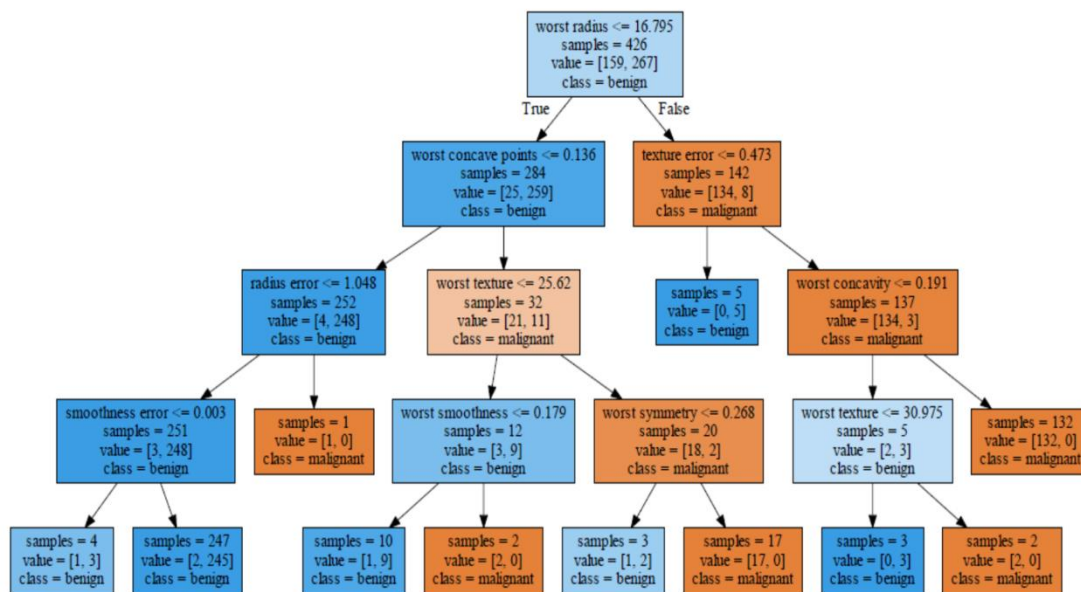 worst radius <= 16.795
samples = 426
value = [159, 267]
class = benign
True
False
worst concave points <= 0.136
samples = 284
value = [25, 259]
class = benign
texture error <= 0.473
samples = 142
value = [134, 8]
class = malignant
radius error <= 1.048
samples = 252
value = [4, 248]
class = benign
worst texture <= 25.62
samples = 32
value = [21, 11]
class = malignant
samples = 5
value = [0, 5]
class = benign
worst concavity <= 0.191
samples = 137
value = [134, 3]
class = malignant
smoothness error <= 0.003
samples = 251
value = [3, 248]
class = benign
samples = 1
value = [1, 0]
class = malignant
worst smoothness <= 0.179
samples = 12
value = [3, 9]
class = benign
worst symmetry <= 0.268
samples = 20
value = [18, 2]
class = malignant
worst texture <= 30.975
samples = 5
value = [2, 3]
class = benign
samples = 132
value = [132, 0]
class = malignant
samples = 4
value = [1, 3]
class = benign
samples = 247
value = [2, 245]
class = benign
samples = 10
value = [1, 9]
class = benign
samples = 2
value = [2, 0]
class = malignant
samples = 3
value = [1, 2]
class = benign
samples = 17
value = [17, 0]
class = malignant
samples = 3
value = [0, 3]
class = benign
samples = 2
value = [2, 0]
class = malignant